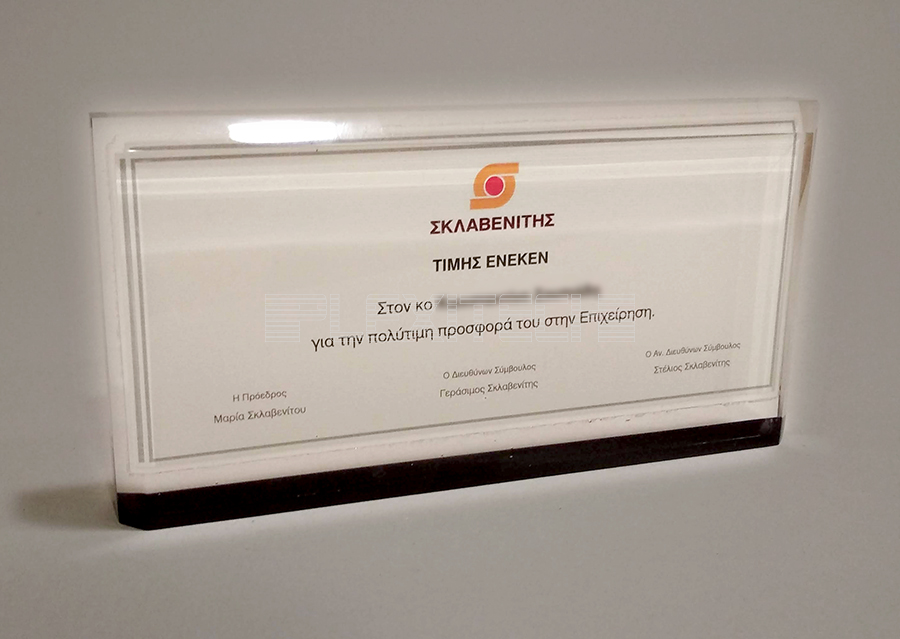 ΣΚΛΑΒΕΝΙΤΗΣ
ΤΙΜΗΣ ΕΝΕΚΕΝ
Στον κο
για την πολύτιμη προσφορά του στην Επιχείρηση.
Η Πρόεδρος
Μαρία Σκλαβενίτου
Ο Διευθύνων Σύμβουλος
Γεράσιμος Σκλαβενίτης
Ο Αν. Διευθύνων Σύμβουλος
Στέλιος Σκλαβενίτης